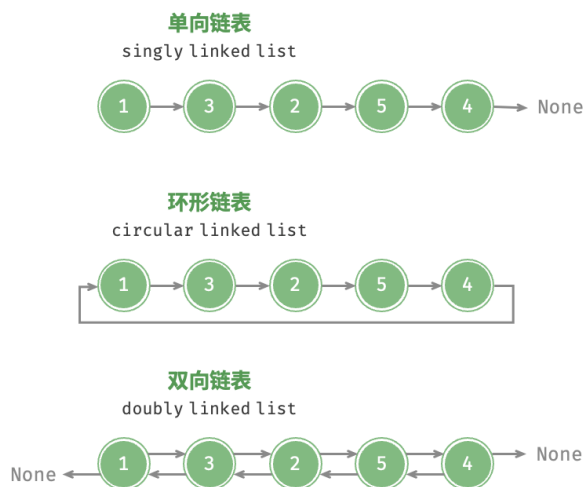 单向链表
singly linked list
1 3 2 5 4 None
环形链表
circular linked list
1 3 2 5 4
双向链表
doubly linked list
None
1 3 2 5 4
None